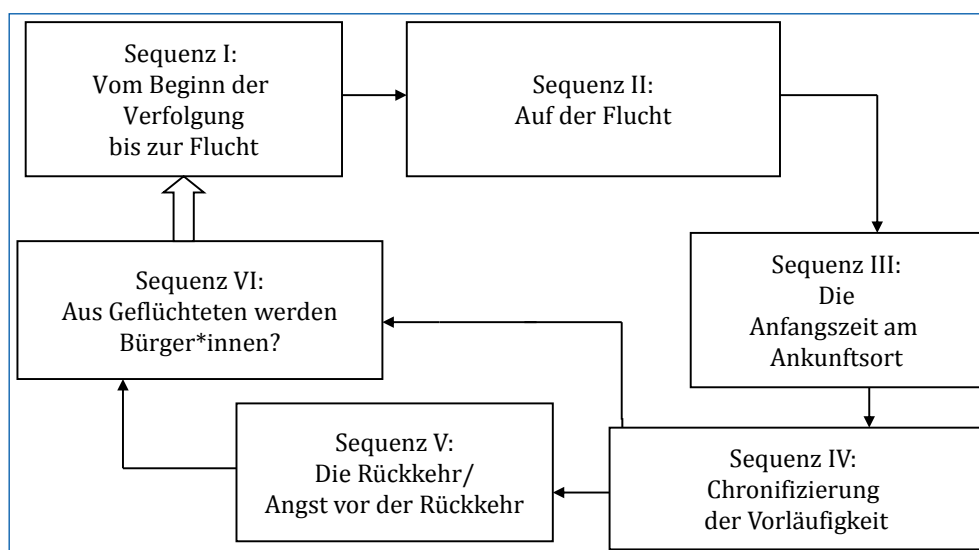 Sequenz I:
Vom Beginn der
Verfolgung
bis zur Flucht
Sequenz II:
Auf der Flucht
Sequenz III:
Die
Anfangszeit am
Ankunftsort
Sequenz IV:
Chronifizierung
der Vorläufigkeit
Sequenz V:
Die Rückkehr/
Angst vor der Rückkehr
Sequenz VI:
Aus Geflüchteten werden
Bürger*innen?